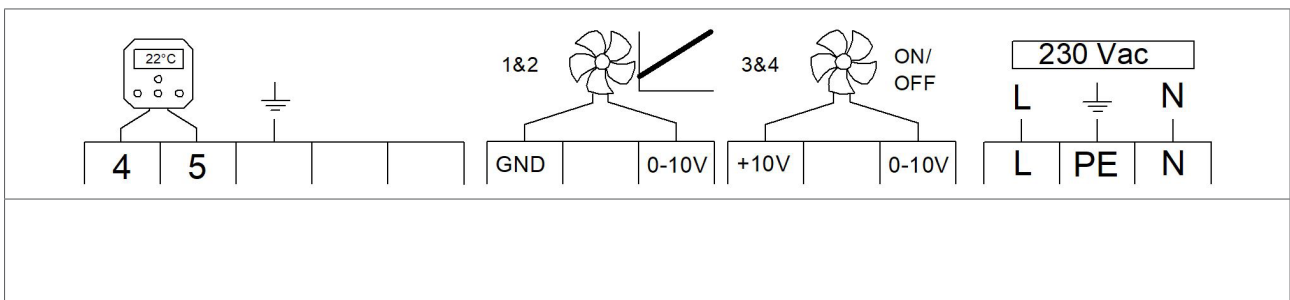 22°C
4 5
1&2
GND 0-10V
3&4 ON/
OFF
+10V 0-10V
230 Vac
L N
L PE N